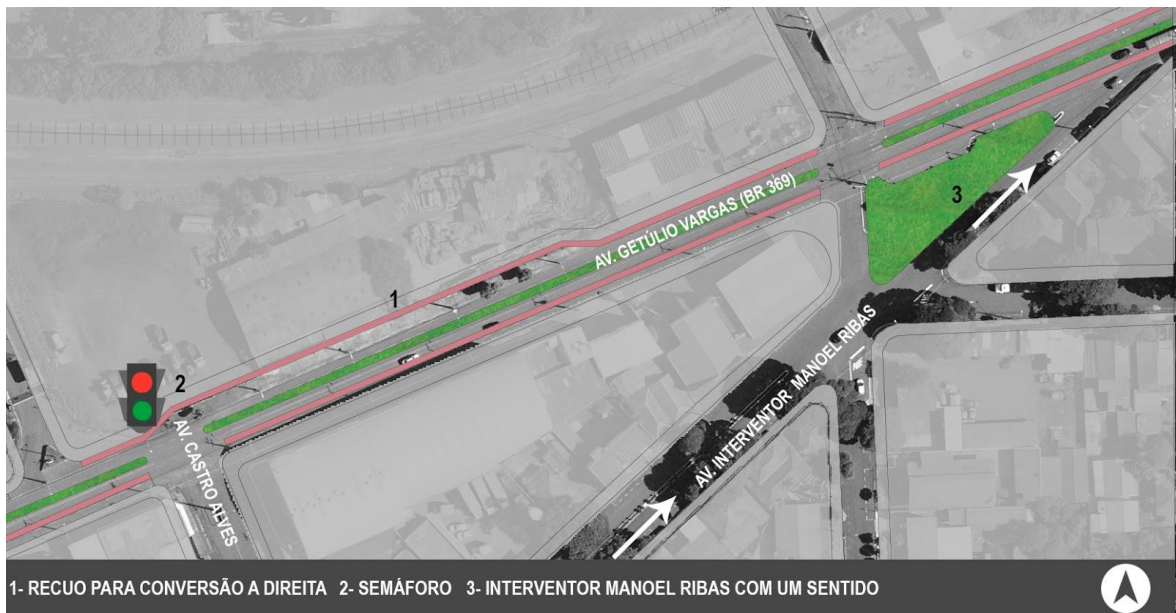 3
AV. GETÚLIO VARGAS (BR 369)
1
2
AV. CASTRO ALVES
AV. INTERVENTOR MANOEL RIBAS
1- RECUO PARA CONVERSÃO A DIREITA 2- SEMÁFORO 3- INTERVENTOR MANOEL RIBAS COM UM SENTIDO